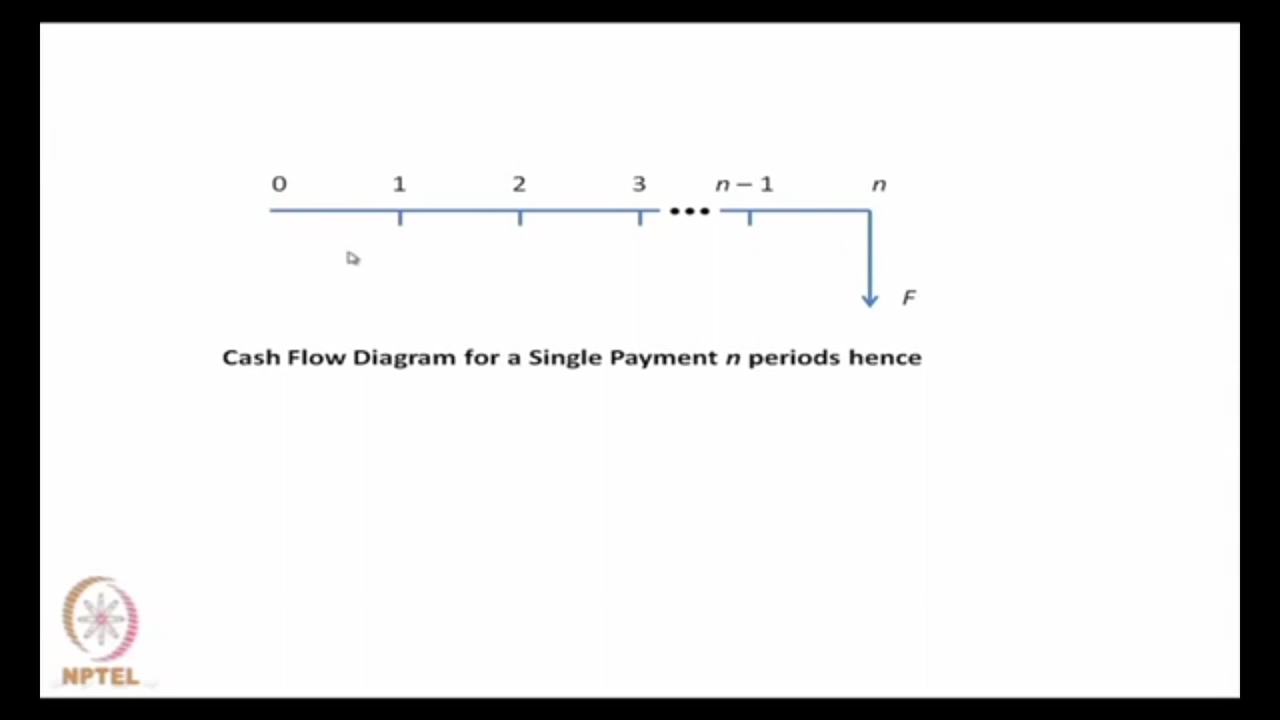 0 1 2 3 n – 1 n
F
Cash Flow Diagram for a Single Payment n periods hence
NPTEL